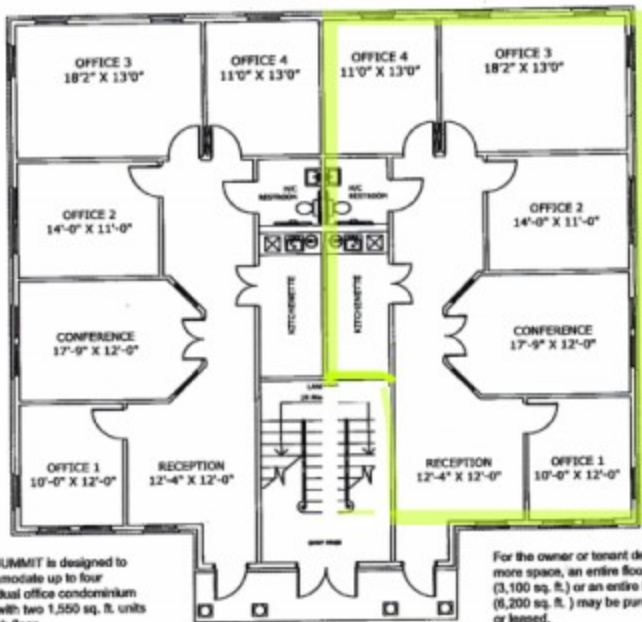 OFFICE 3
18'2" X 13'0"
OFFICE 4
11'0" X 13'0"
OFFICE 4
11'0" X 13'0"
OFFICE 3
18'2" X 13'0"
H/C
RESTROOM
H/C
RESTROOM
OFFICE 2
14'-0" X 11'-0"
OFFICE 2
14'-0" X 11'-0"
KITCHENETTE
KITCHENETTE
CONFERENCE
17'-9" X 12'-0"
CONFERENCE
17'-9" X 12'-0"
OFFICE 1
10'-0" X 12'-0"
RECEPTION
12'-4" X 12'-0"
RECEPTION
12'-4" X 12'-0"
OFFICE 1
10'-0" X 12'-0"
UMMIT is designed to
modate up to four
dual office condominium
with two 1,550 sq. ft. units
For the owner or tenant de
more space, an entire floo
(3,100 sq. ft.) or an entire
(6,200 sq. ft. ) may be pur
or leased.